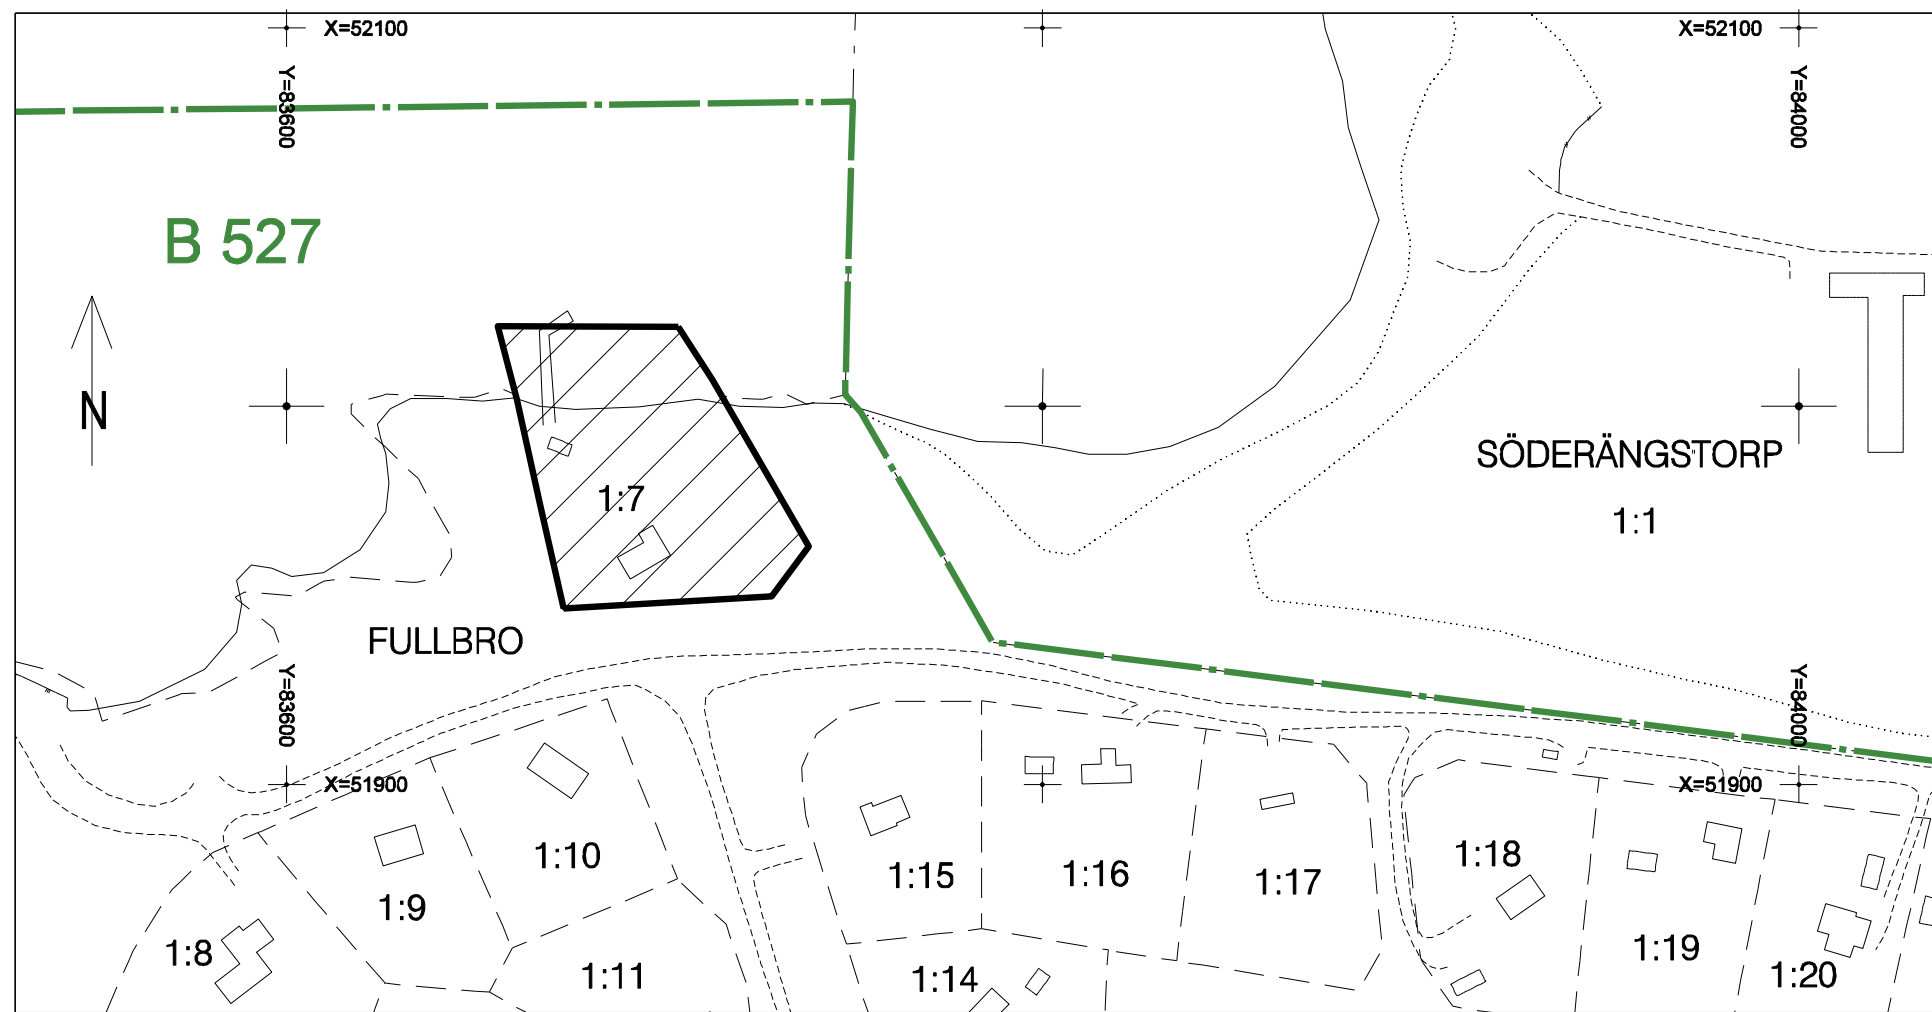 X=52100
X=52100
Y=83600
Y=84000
B 527
N
T
SÖDERÄNGSTORP
1:7
1:1
FULLBRO
Y=83600
Y=84000
X=51900
X=51900
1:10
1:18
1:15
1:16
1:17
1:9
1:8
1:19
1:11
1:14
1:20